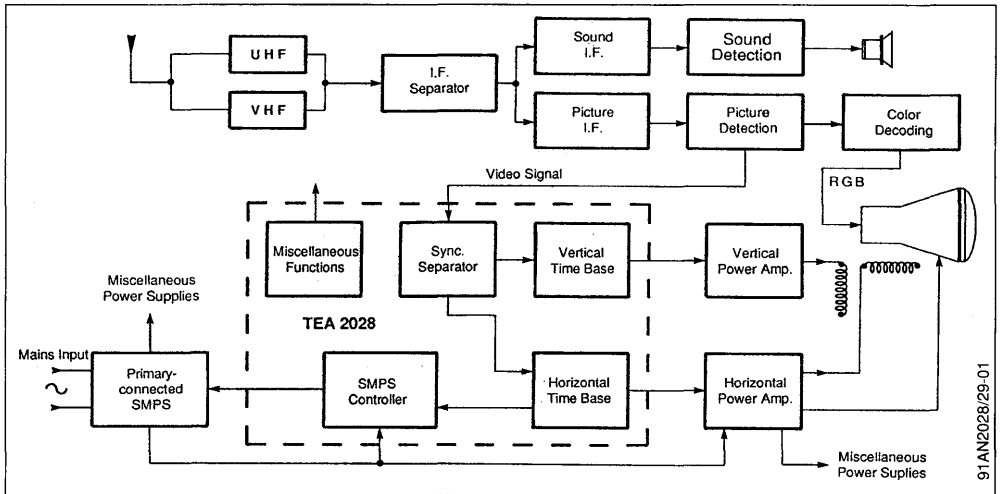 UHF
VHF
I.F.
Separator
Sound
I.F.
Sound
Detection
Picture
I.F.
Picture
Detection
Color
Decoding
Video Signal
RGB
Miscellaneous
Functions
Sync.
Separator
Vertical
Time Base
Vertical
Power Amp.
Miscellaneous
Power Supplies
TEA 2028
Mains Input
Primary-
connected
SMPS
SMPS
Controller
Horizontal
Time Base
Horizontal
Power Amp.
Miscellaneous
Power Suplies
91AN2028/29-01